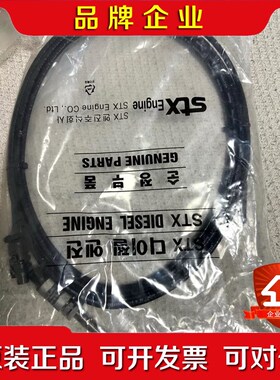 品牌企业
STX Engine
STX 엔진주식회사
STX Engine CO., Ltd.
순정부품
GENUINE PARTS
STX 디이젤 엔진
STX DIESEL ENGINE
企业
原装正品 可开发票 可对